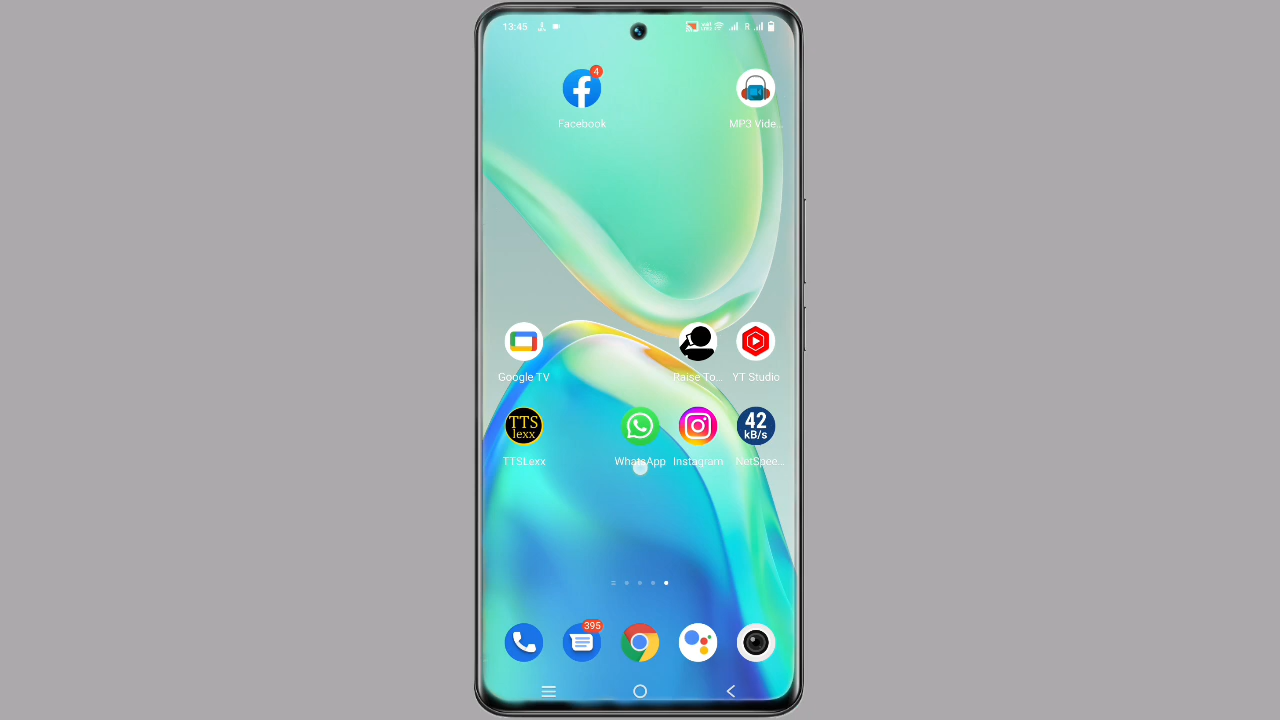 13:45
R
4
Facebook
MP3 Vide...
Google TV
Raise To...
YT Studio
TTS
lexx
42
kB/s
TTSLexx
WhatsApp
Instagram
NetSpee...
395